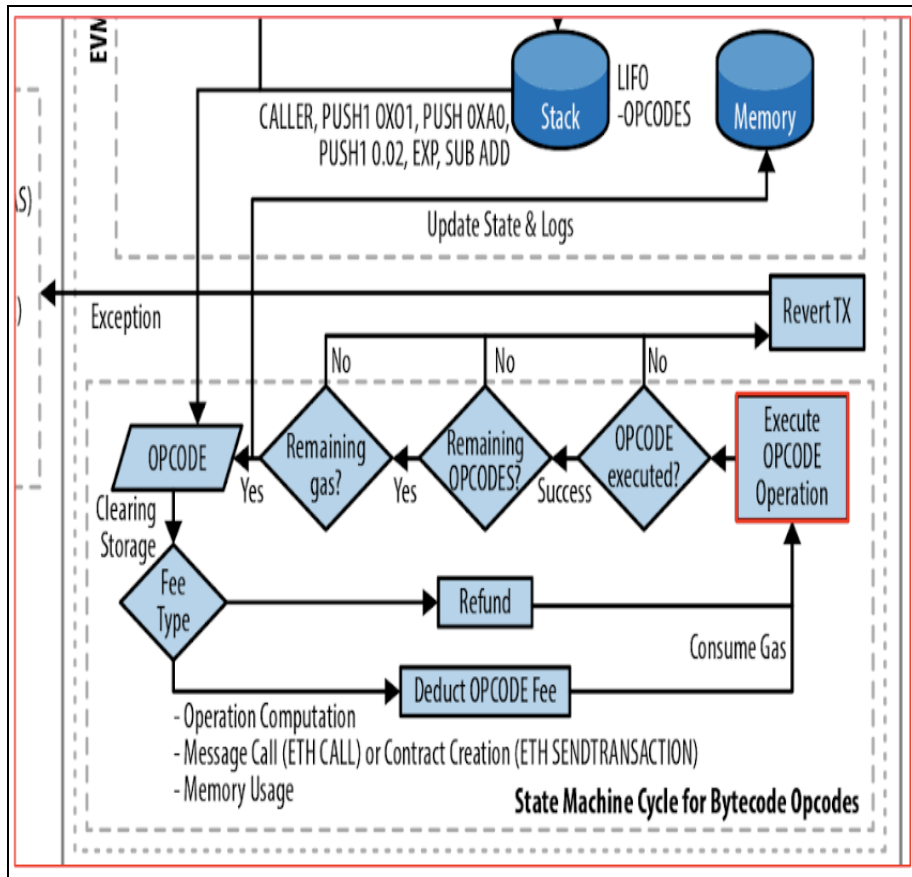 EVM
Stack
LIFO
-OPCODES
Memory
CALLER, PUSH1 0X01, PUSH 0XA0,
PUSH1 0.02, EXP, SUB ADD
AS)
Update State & Logs
)
Exception
Revert TX
No
No
No
OPCODE
Yes
Remaining
gas?
Yes
Remaining
OPCODES?
Success
OPCODE
executed?
Execute
OPCODE
Operation
Clearing
Storage
Fee
Type
Refund
Consume Gas
Deduct OPCODE Fee
- Operation Computation
- Message Call (ETH CALL) or Contract Creation (ETH SENDTRANSACTION)
- Memory Usage
State Machine Cycle for Bytecode Opcodes